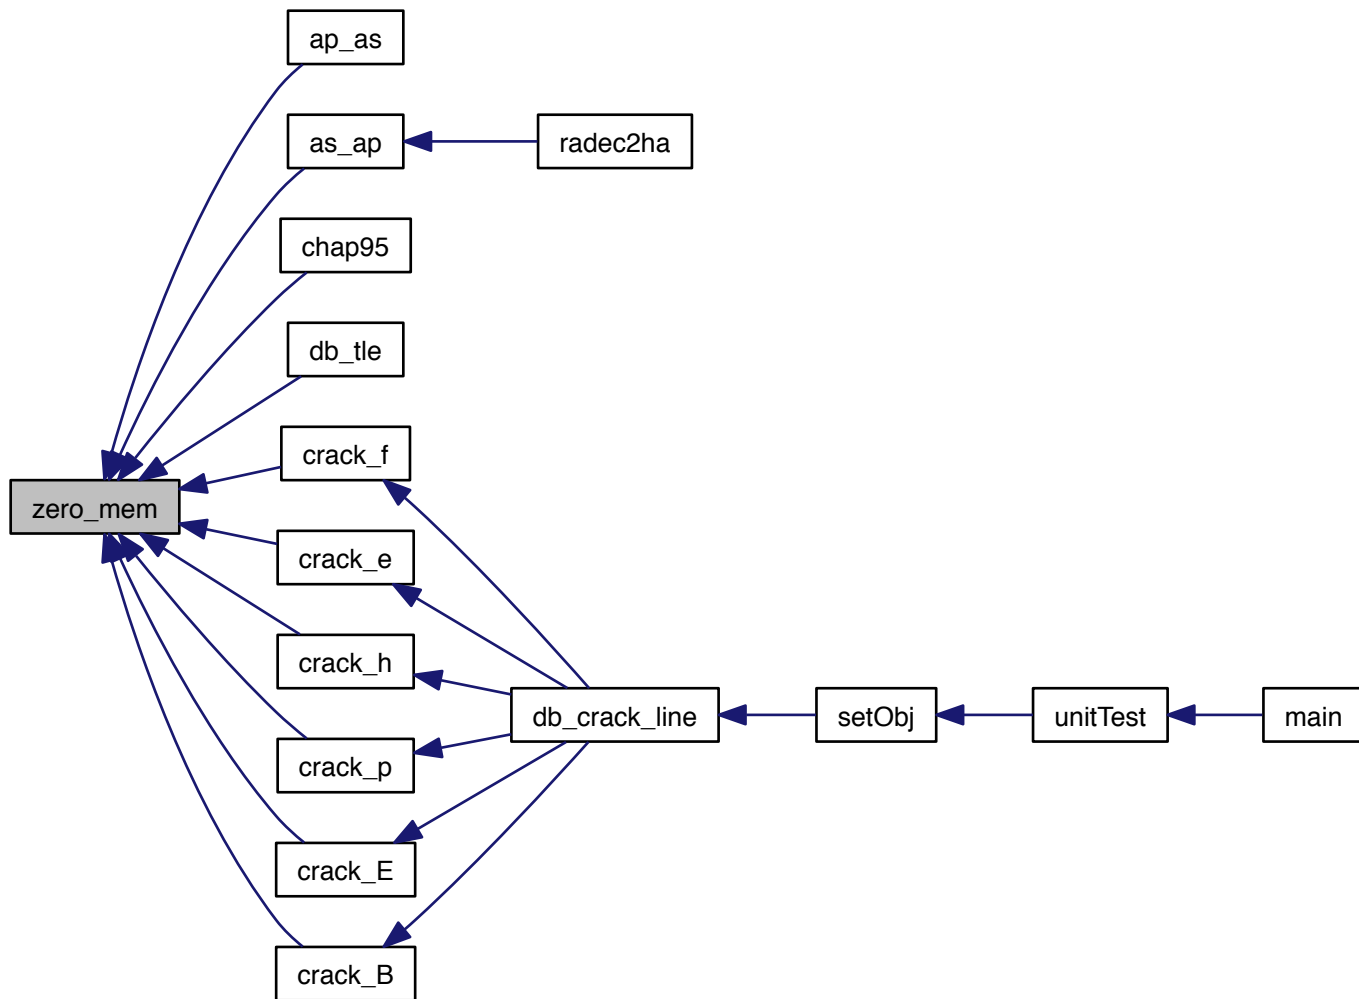 ap_as
as_ap
radec2ha
chap95
db_tle
crack_f
zero_mem
crack_e
crack_h
db_crack_line
setObj
unitTest
main
crack_p
crack_E
crack_B